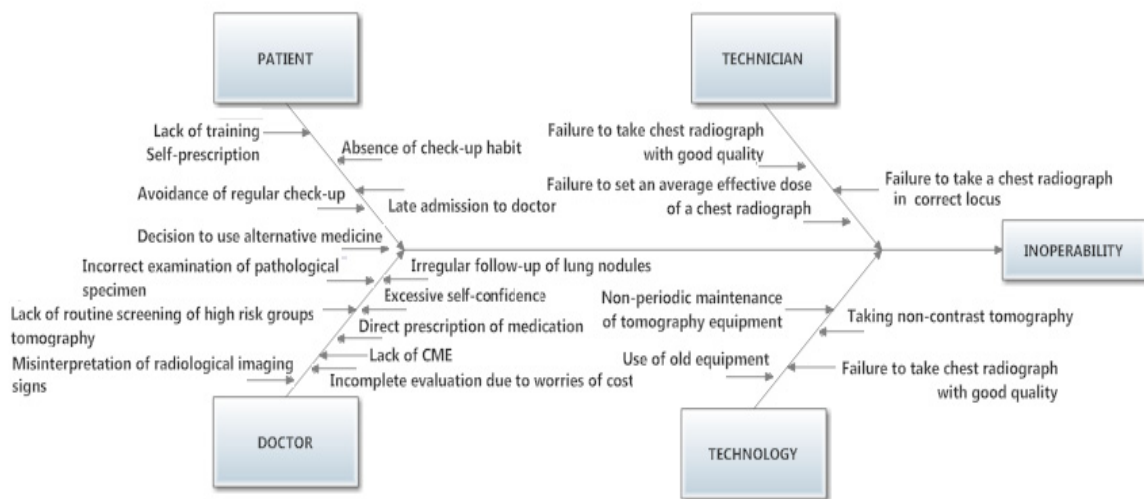 PATIENT
TECHNICIAN
Lack of training
Self-prescription
Absence of check-up habit
Avoidance of regular check-up
Late admission to doctor
Decision to use alternative medicine
Failure to take chest radiograph
with good quality
Failure to set an average effective dose
of a chest radiograph
Failure to take a chest radiograph
in correct locus
INOPERABILITY
Incorrect examination of pathological
specimen
Lack of routine screening of high risk groups
tomography
Misinterpretation of radiological imaging
signs
Irregular follow-up of lung nodules
Excessive self-confidence
Direct prescription of medication
Lack of CME
Incomplete evaluation due to worries of cost
Non-periodic maintenance
of tomography equipment
Use of old equipment
Taking non-contrast tomography
Failure to take chest radiograph
with good quality
DOCTOR
TECHNOLOGY